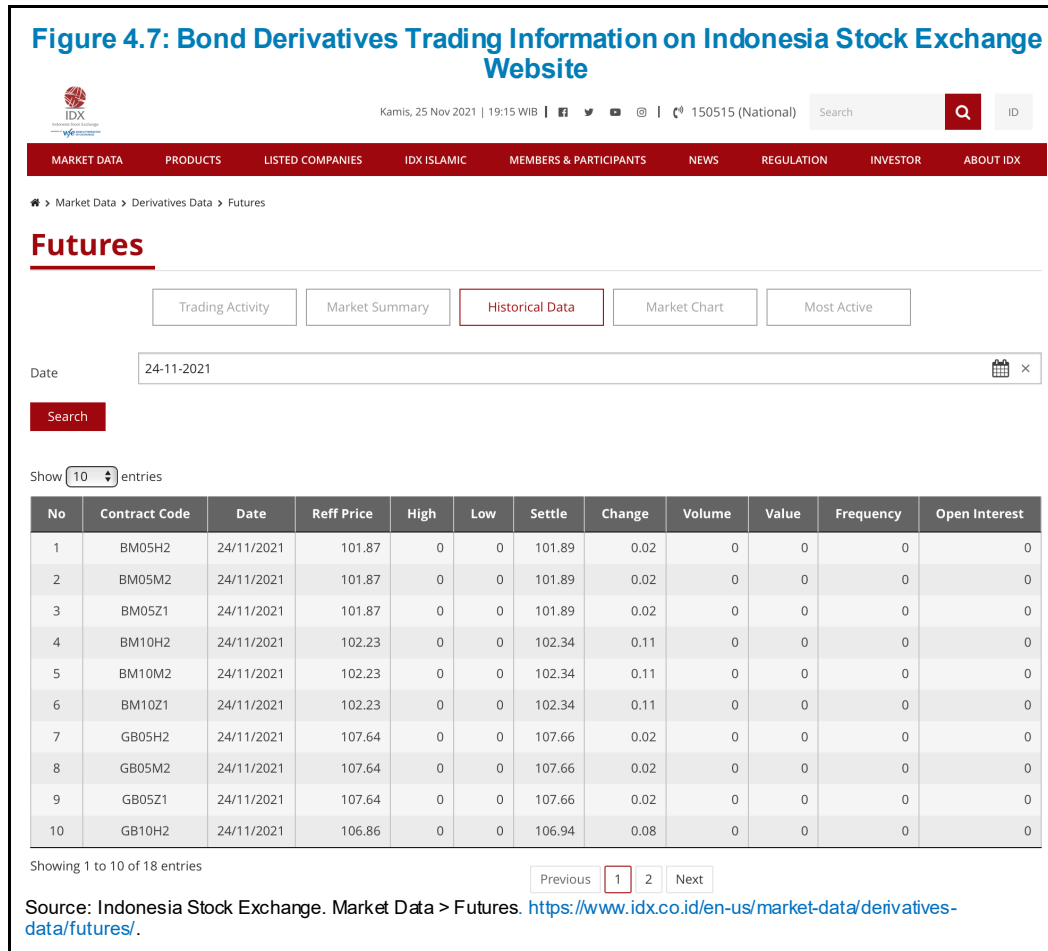 Figure 4.7: Bond Derivatives Trading Information on Indonesia Stock Exchange
Website
IDX
Indonesia Stock Exchange
Kamis, 25 Nov 2021 | 19:15 WIB | | 150515 (National) Search ID
MARKET DATA PRODUCTS LISTED COMPANIES IDX ISLAMIC MEMBERS & PARTICIPANTS NEWS REGULATION INVESTOR ABOUT IDX
> Market Data > Derivatives Data > Futures
Futures
Trading Activity Market Summary Historical Data Market Chart Most Active
Date 24-11-2021 ×
Search
Show 10 entries
No Contract Code Date Reff Price High Low Settle Change Volume Value Frequency Open Interest
1 BM05H2 24/11/2021 101.87 0 0 101.89 0.02 0 0 0 0
2 BM05M2 24/11/2021 101.87 0 0 101.89 0.02 0 0 0 0
3 BM05Z1 24/11/2021 101.87 0 0 101.89 0.02 0 0 0 0
4 BM10H2 24/11/2021 102.23 0 0 102.34 0.11 0 0 0 0
5 BM10M2 24/11/2021 102.23 0 0 102.34 0.11 0 0 0 0
6 BM10Z1 24/11/2021 102.23 0 0 102.34 0.11 0 0 0 0
7 GB05H2 24/11/2021 107.64 0 0 107.66 0.02 0 0 0 0
8 GB05M2 24/11/2021 107.64 0 0 107.66 0.02 0 0 0 0
9 GB05Z1 24/11/2021 107.64 0 0 107.66 0.02 0 0 0 0
10 GB10H2 24/11/2021 106.86 0 0 106.94 0.08 0 0 0 0
Showing 1 to 10 of 18 entries
Previous 1 2 Next
Source: Indonesia Stock Exchange. Market Data > Futures. https://www.idx.co.id/en-us/market-data/derivatives-
data/futures/.